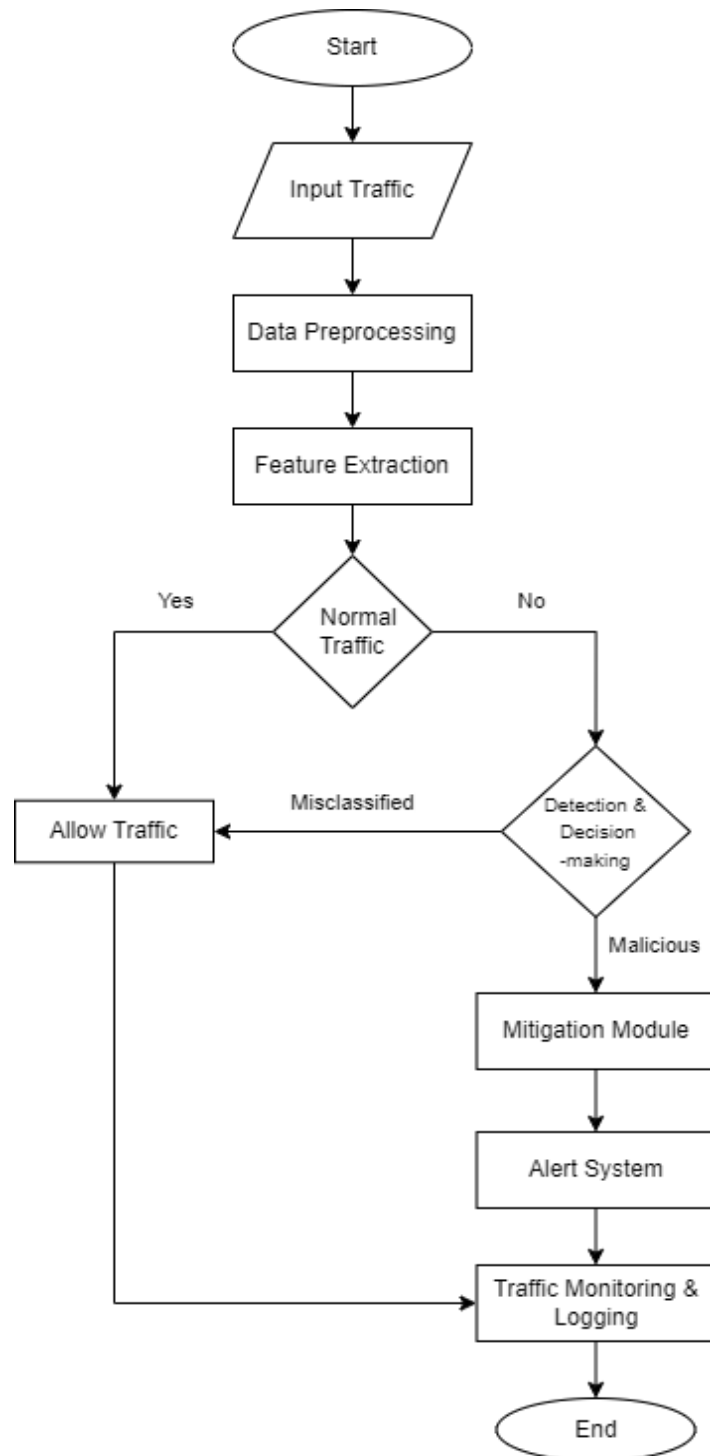 Start
Input Traffic
Data Preprocessing
Feature Extraction
Yes
No
Normal
Traffic
Misclassified
Allow Traffic
Detection &
Decision
-making
Malicious
Mitigation Module
Alert System
Traffic Monitoring &
Logging
End